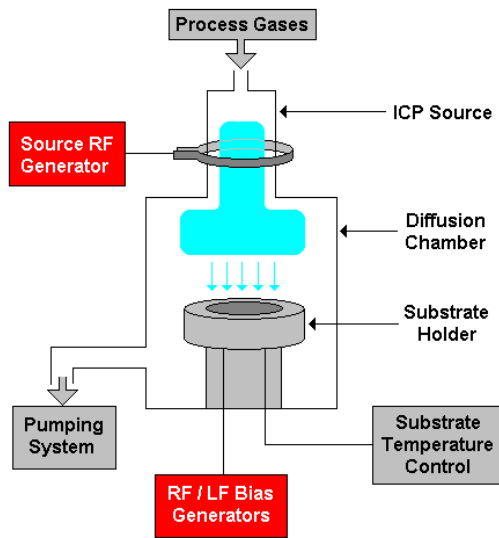 Process Gases
ICP Source
Source RF
Generator
Diffusion
Chamber
Substrate
Holder
Pumping
System
Substrate
Temperature
Control
RF / LF Bias
Generators